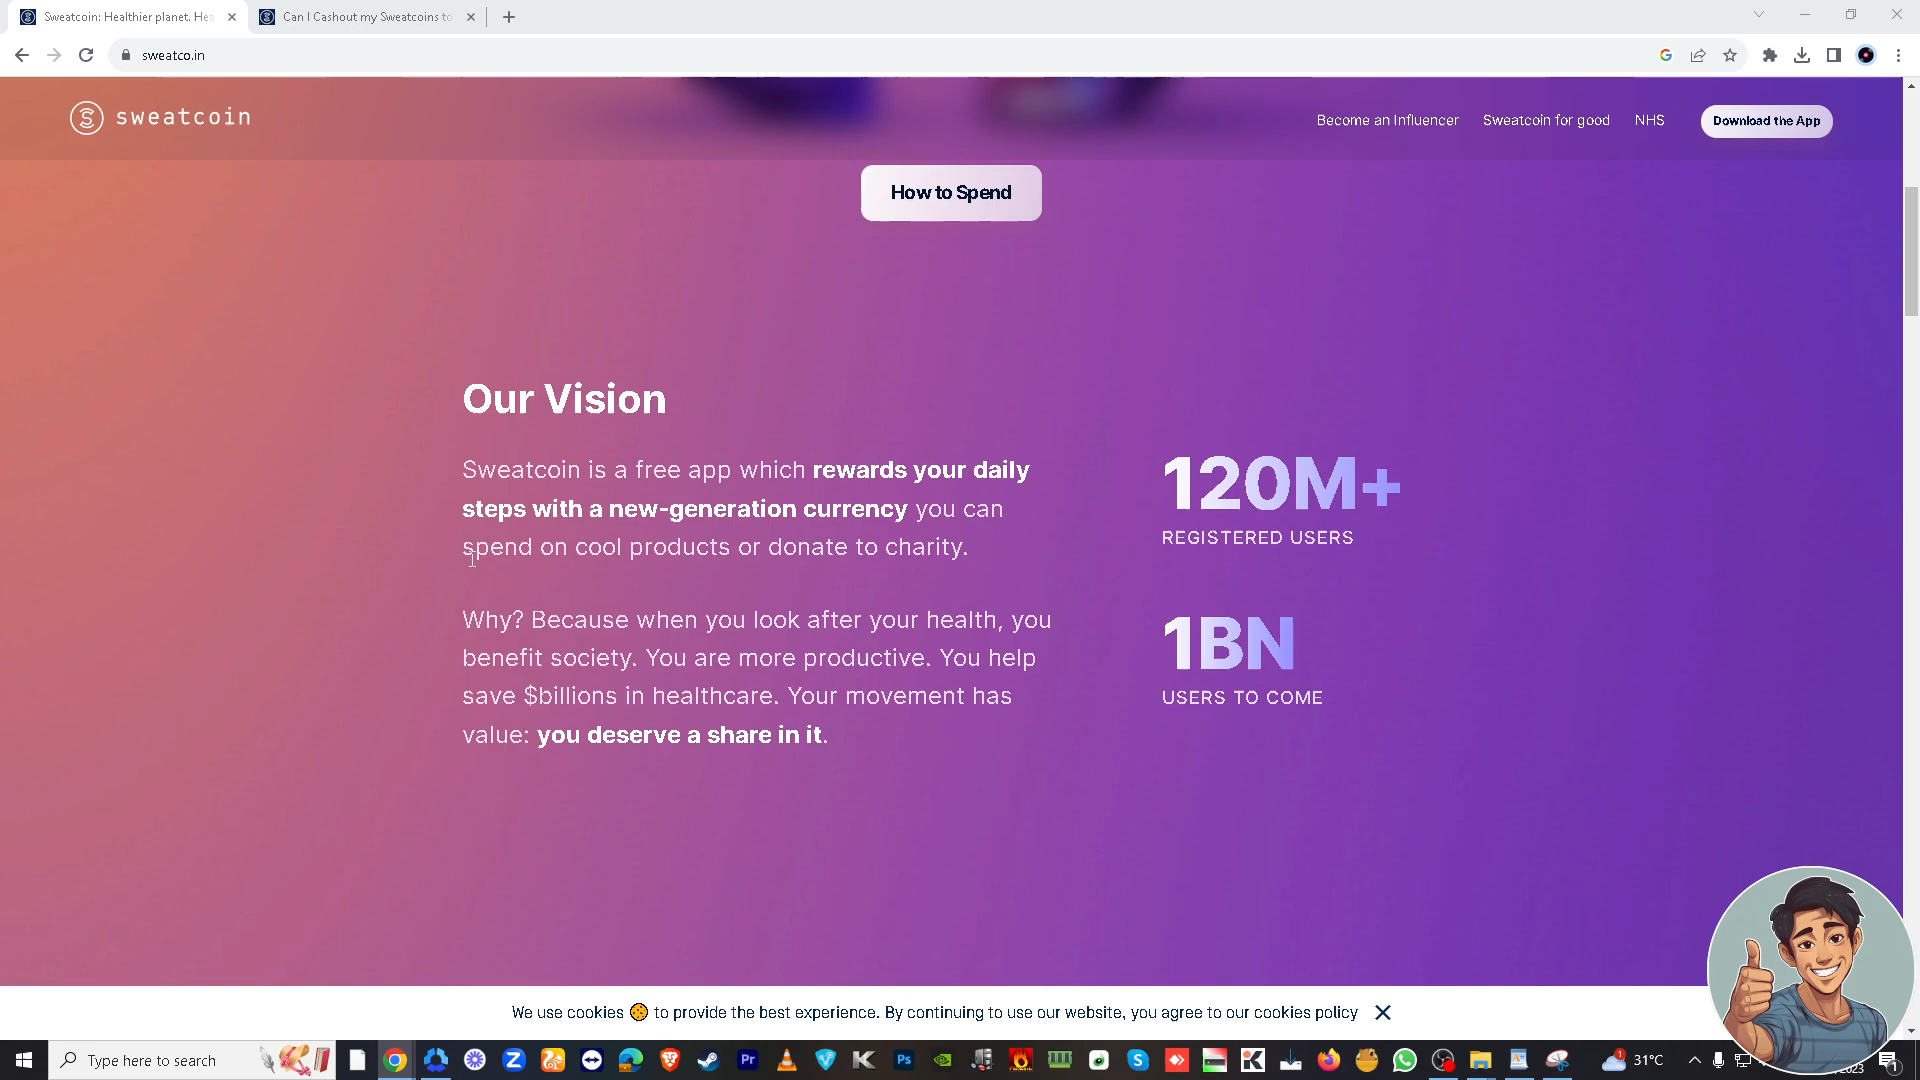 Sweatcoin: Healthier planet. Hea
Can I Cashout my Sweatcoins to
sweatco.in
sweatcoin
Become an Influencer
Sweatcoin for good
NHS
Download the App
How to Spend
Our Vision
Sweatcoin is a free app which rewards your daily
steps with a new-generation currency you can
spend on cool products or donate to charity.
Why? Because when you look after your health, you
benefit society. You are more productive. You help
save $billions in healthcare. Your movement has
value: you deserve a share in it.
120M+
REGISTERED USERS
1BN
USERS TO COME
We use cookies 🍪 to provide the best experience. By continuing to use our website, you agree to our cookies policy
Type here to search
31°C